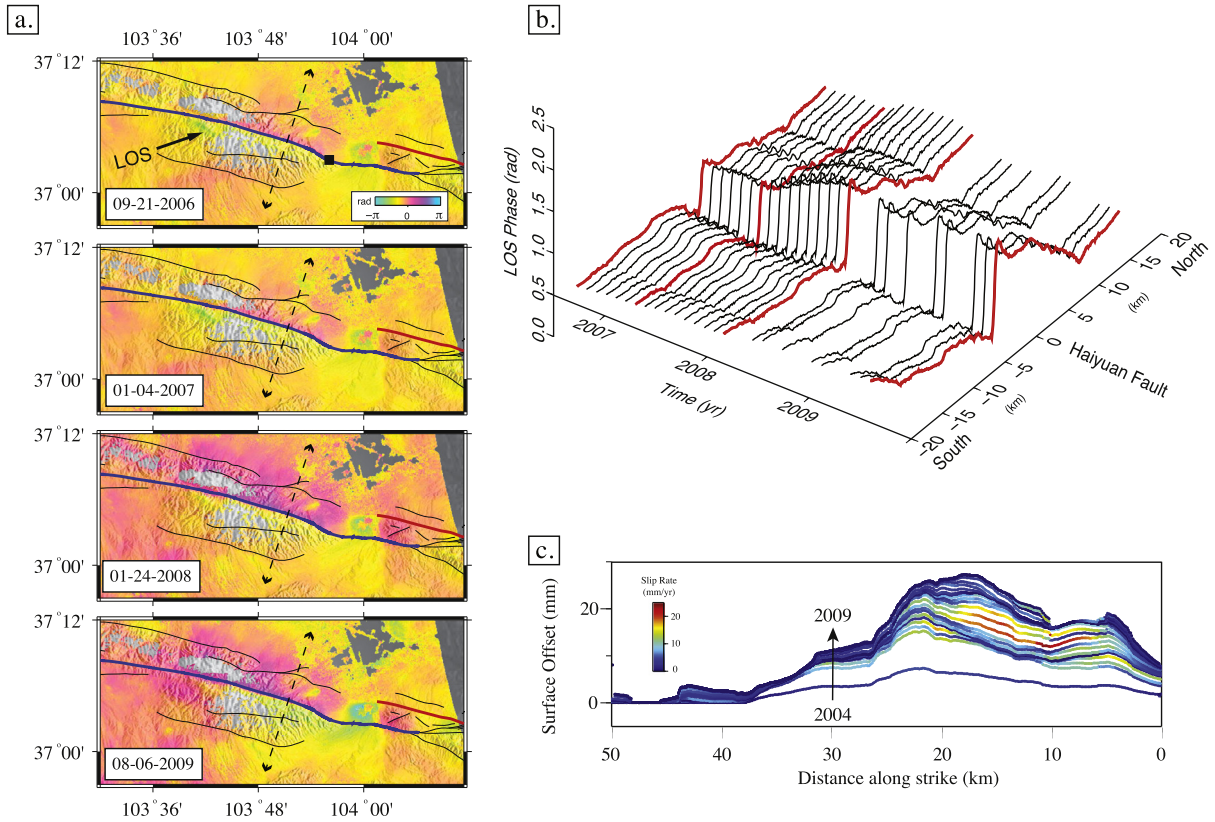 a.
103°36' 103°48' 104°00'
37°12'
LOS
37°00'
09-21-2006
rad
−π 0 π
37°12'
01-04-2007
37°00'
37°12'
01-24-2008
37°00'
37°12'
08-06-2009
37°00'
103°36' 103°48' 104°00'
b.
LOS Phase (rad)
2.5
2.0
1.5
1.0
0.5
0.0
2007
2008
2009
Time (yr)
20
15
10
5
0
−5
−10
−15
−20
North
(km)
Haiyuan Fault
(km)
South
c.
Surface Offset (mm)
20
0
Slip Rate
(mm/yr)
20
10
0
2009
2004
50 40 30 20 10 0
Distance along strike (km)